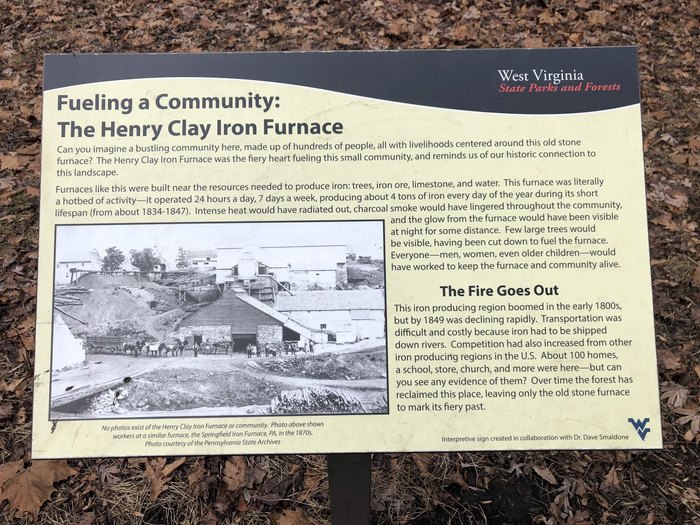 West Virginia
State Parks and Forests
Fueling a Community:
The Henry Clay Iron Furnace
Can you imagine a bustling community here, made up of hundreds of people, all with livelihoods centered around this old stone
furnace? The Henry Clay Iron Furnace was the fiery heart fueling this small community, and reminds us of our historic connection to
this landscape.
Furnaces like this were built near the resources needed to produce iron: trees, iron ore, limestone, and water. This furnace was literally
a hotbed of activity—it operated 24 hours a day, 7 days a week, producing about 4 tons of iron every day of the year during its short
lifespan (from about 1834-1847). Intense heat would have radiated out, charcoal smoke would have lingered throughout the community,
and the glow from the furnace would have been visible
at night for some distance. Few large trees would
be visible, having been cut down to fuel the furnace.
Everyone—men, women, even older children—would
have worked to keep the furnace and community alive.
The Fire Goes Out
This iron producing region boomed in the early 1800s,
but by 1849 was declining rapidly. Transportation was
difficult and costly because iron had to be shipped
down rivers. Competition had also increased from other
iron producing regions in the U.S. About 100 homes,
a school, store, church, and more were here—but can
you see any evidence of them? Over time the forest has
reclaimed this place, leaving only the old stone furnace
to mark its fiery past.
No photos exist of the Henry Clay Iron Furnace or community. Photo above shows
workers at a similar furnace, the Springfield Iron Furnace, PA, in the 1870s.
Photo courtesy of the Pennsylvania State Archives
Interpretive sign created in collaboration with Dr. Dave Smaldone
WV